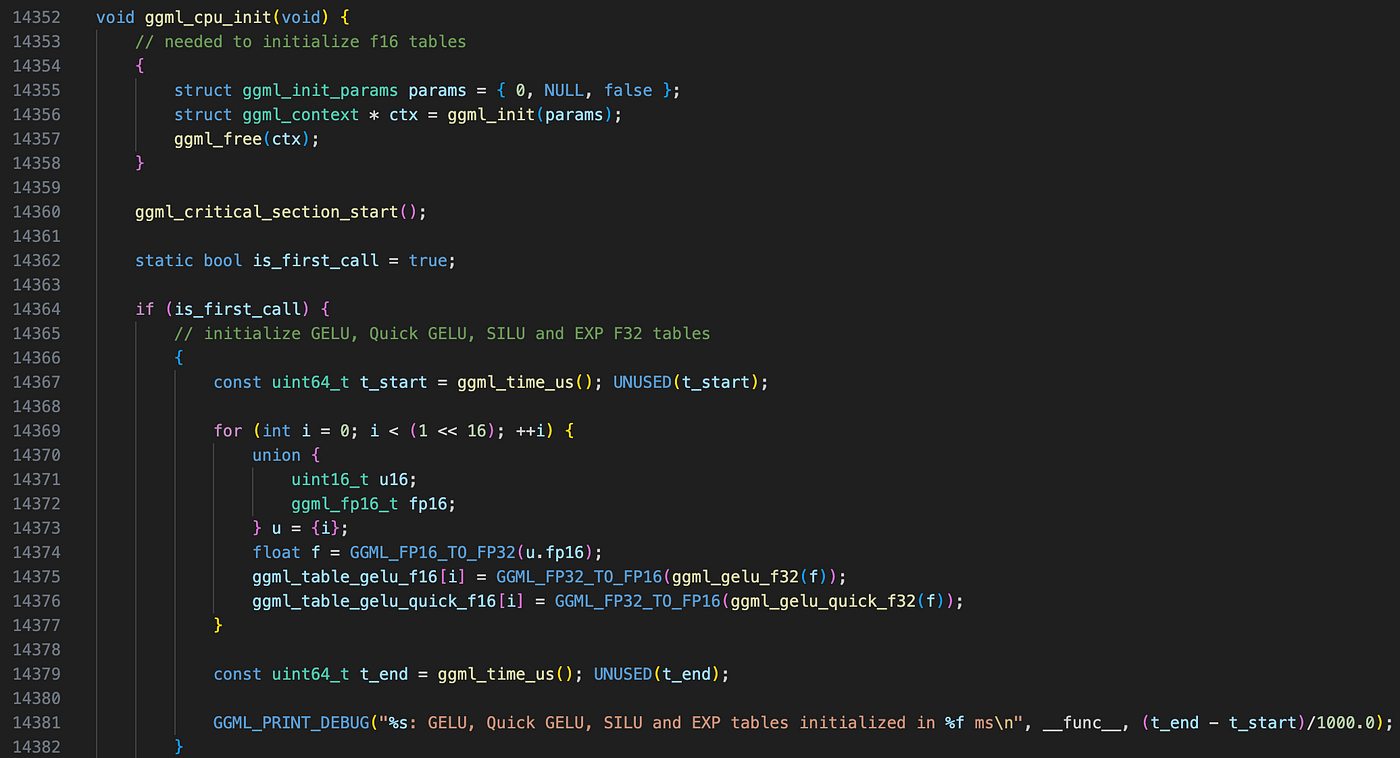 14352 void ggml_cpu_init(void) {
14353     // needed to initialize f16 tables
14354     {
14355         struct ggml_init_params params = { 0, NULL, false };
14356         struct ggml_context * ctx = ggml_init(params);
14357         ggml_free(ctx);
14358     }
14359
14360     ggml_critical_section_start();
14361
14362     static bool is_first_call = true;
14363
14364     if (is_first_call) {
14365         // initialize GELU, Quick GELU, SILU and EXP F32 tables
14366         {
14367             const uint64_t t_start = ggml_time_us(); UNUSED(t_start);
14368
14369             for (int i = 0; i < (1 << 16); ++i) {
14370                 union {
14371                     uint16_t u16;
14372                     ggml_fp16_t fp16;
14373                 } u = {i};
14374                 float f = GGML_FP16_TO_FP32(u.fp16);
14375                 ggml_table_gelu_f16[i] = GGML_FP32_TO_FP16(ggml_gelu_f32(f));
14376                 ggml_table_gelu_quick_f16[i] = GGML_FP32_TO_FP16(ggml_gelu_quick_f32(f));
14377             }
14378
14379             const uint64_t t_end = ggml_time_us(); UNUSED(t_end);
14380
14381             GGML_PRINT_DEBUG("%s: GELU, Quick GELU, SILU and EXP tables initialized in %f ms\n", __func__, (t_end - t_start)/1000.0);
14382         }